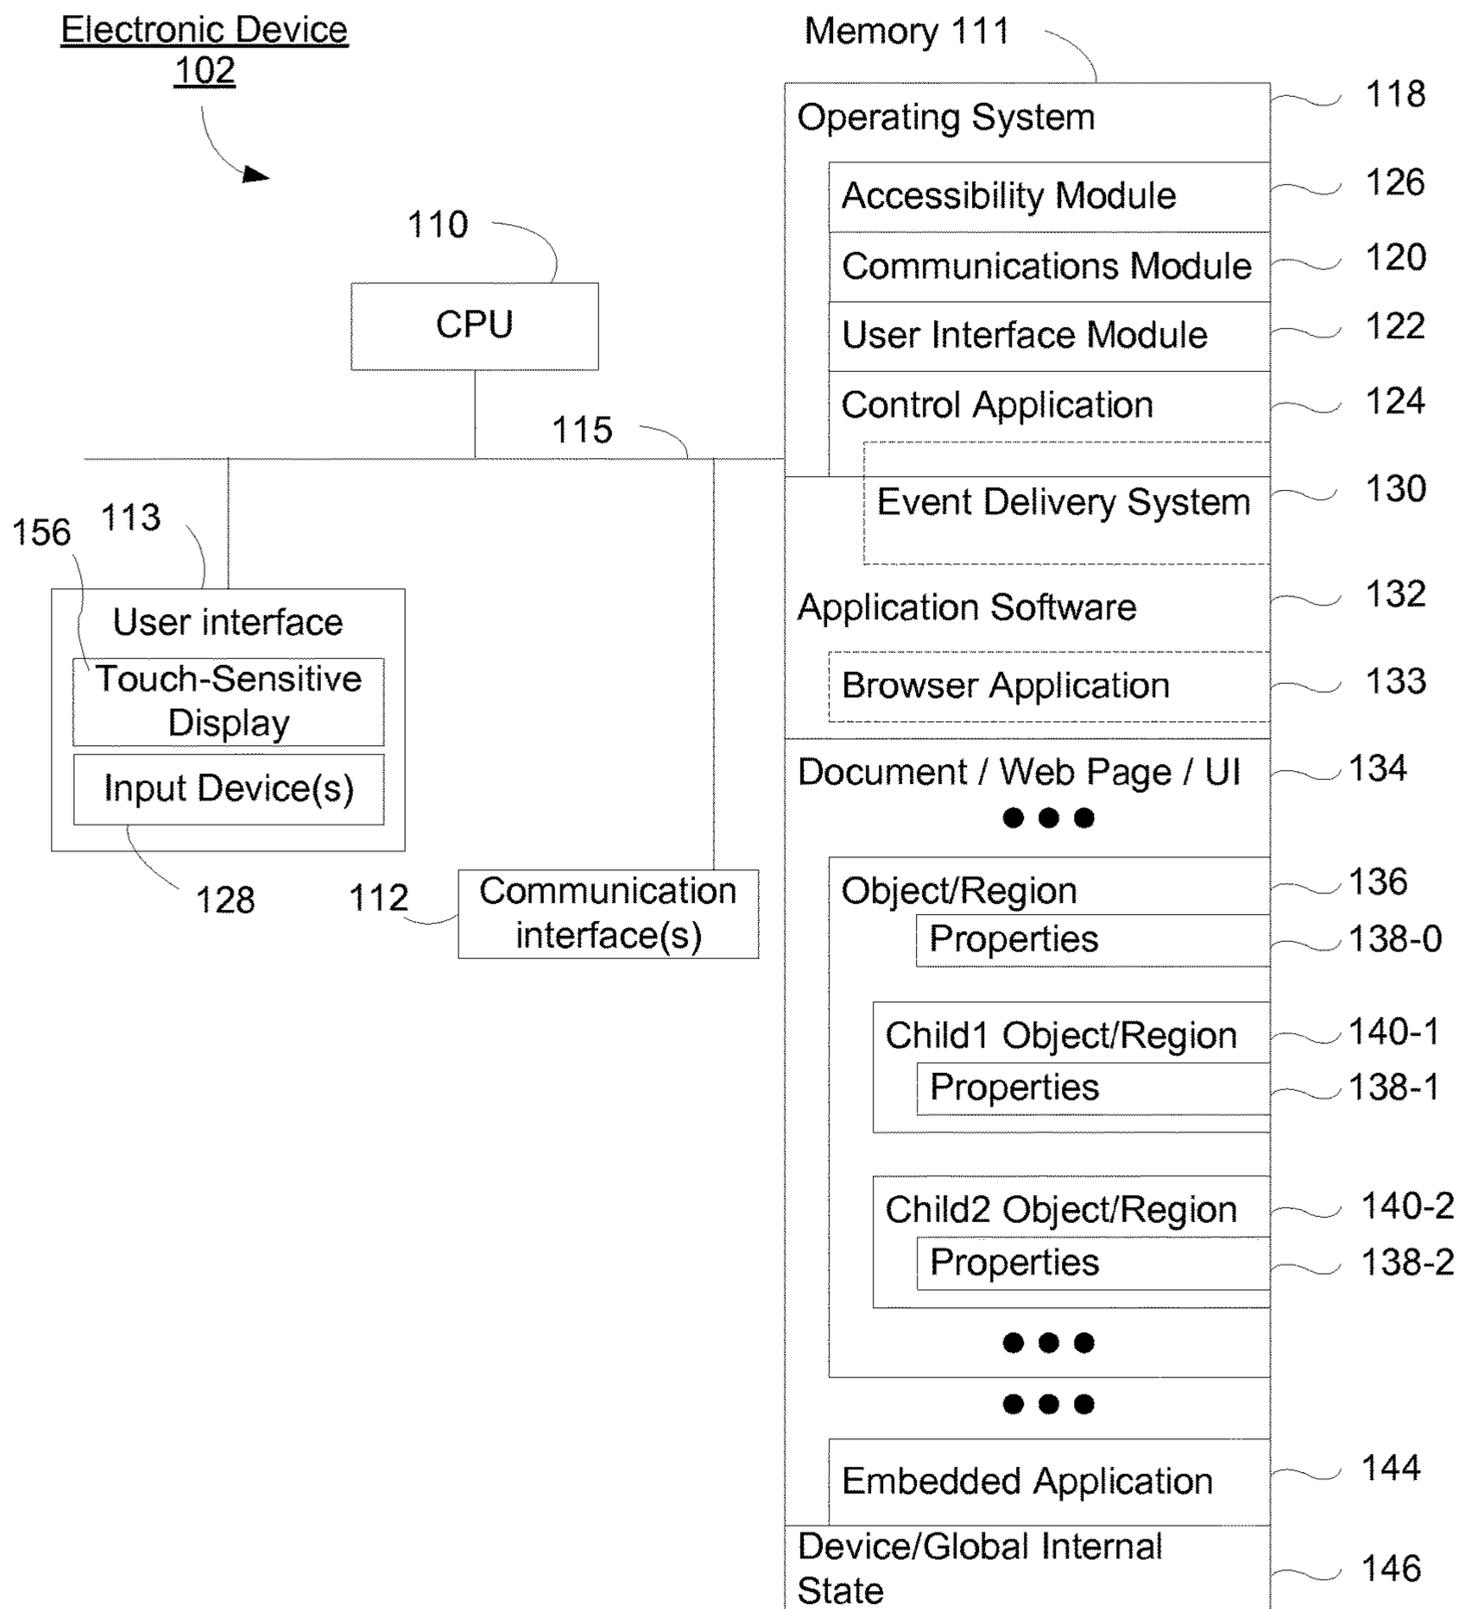 Electronic Device
102
Memory 111
Operating System
118
Accessibility Module
126
Communications Module
120
User Interface Module
122
Control Application
124
Event Delivery System
130
Application Software
132
Browser Application
133
Document / Web Page / UI
134
Object/Region
136
Properties
138-0
Child1 Object/Region
140-1
Properties
138-1
Child2 Object/Region
140-2
Properties
138-2
Embedded Application
144
Device/Global Internal
State
146
110
CPU
115
113
156
User interface
Touch-Sensitive
Display
Input Device(s)
128
112
Communication
interface(s)